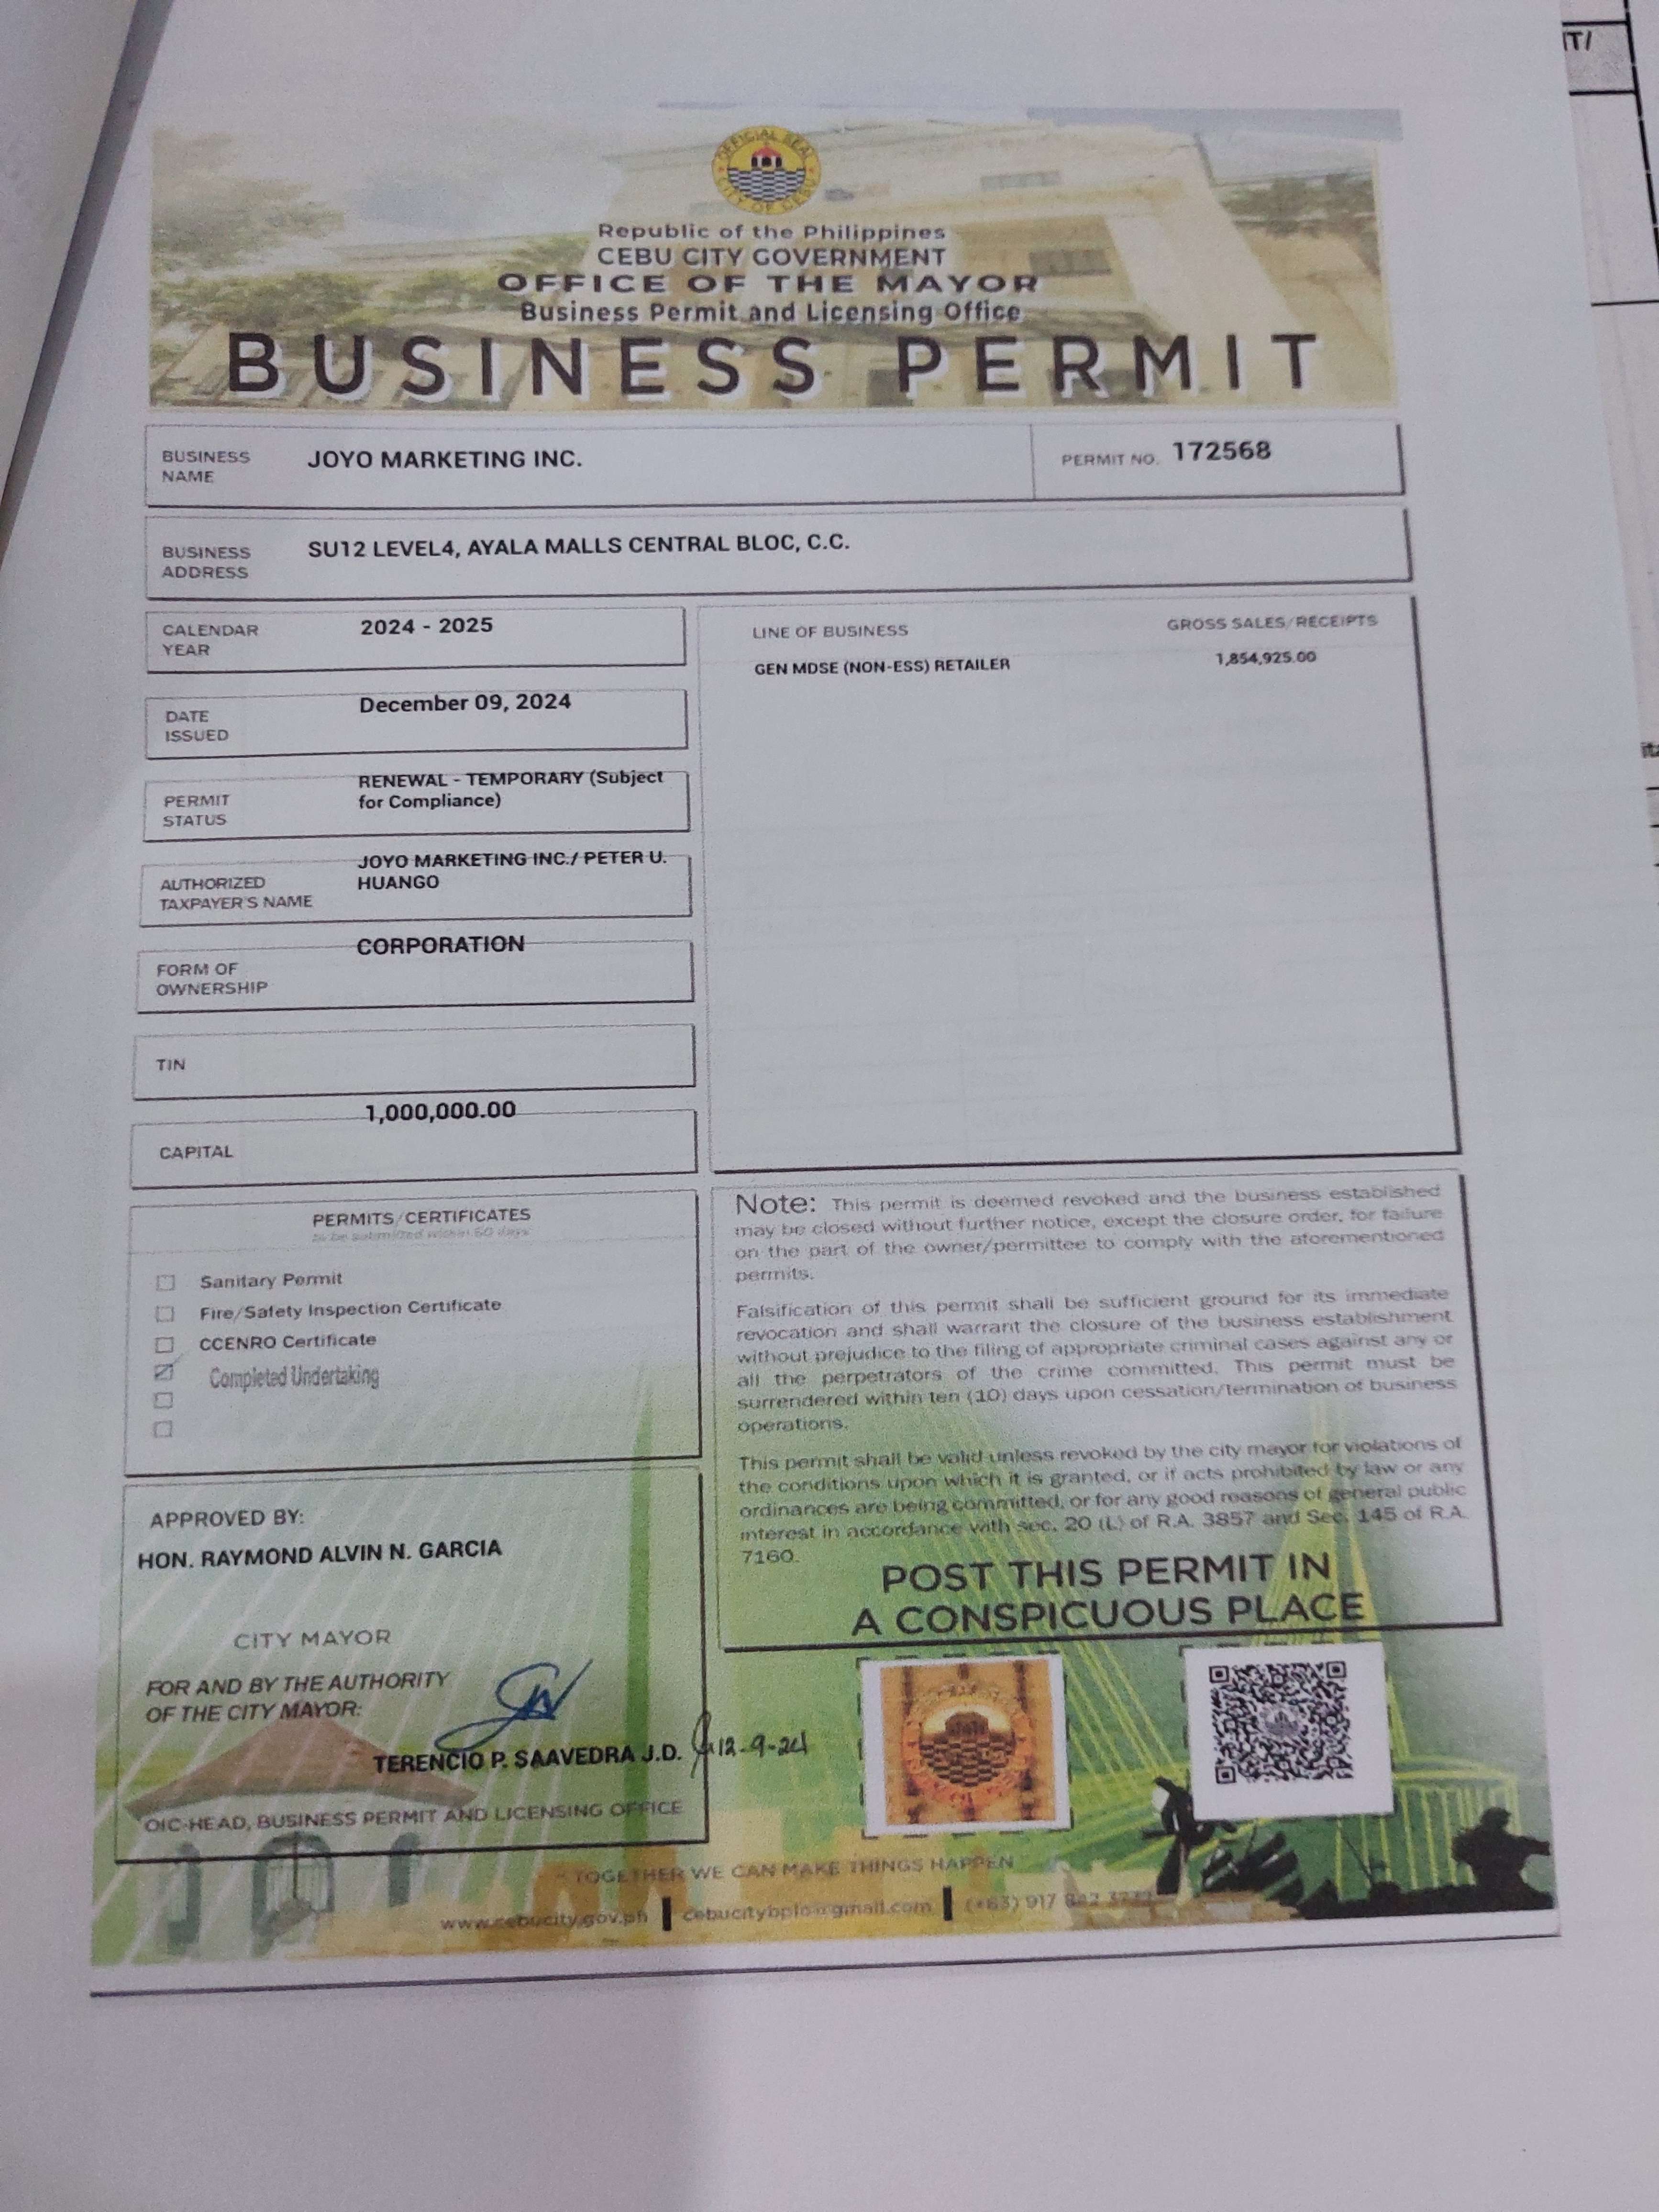 OFFICIAL SEAL
CITY OF CEBU
Republic of the Philippines
CEBU CITY GOVERNMENT
OFFICE OF THE MAYOR
Business Permit and Licensing Office
BUSINESS PERMIT
BUSINESS NAME JOYO MARKETING INC. PERMIT NO. 172568
BUSINESS ADDRESS SU12 LEVEL4, AYALA MALLS CENTRAL BLOC, C.C.
CALENDAR YEAR 2024 - 2025
DATE ISSUED December 09, 2024
PERMIT STATUS RENEWAL - TEMPORARY (Subject
for Compliance)
AUTHORIZED TAXPAYER'S NAME JOYO MARKETING INC./ PETER U.
HUANGO
FORM OF OWNERSHIP CORPORATION
TIN
CAPITAL 1,000,000.00
LINE OF BUSINESS GROSS SALES/RECEIPTS
GEN MDSE (NON-ESS) RETAILER 1,854,925.00
PERMITS/CERTIFICATES
to be submitted within 60 days
Sanitary Permit
Fire/Safety Inspection Certificate
CCENRO Certificate
Completed Undertaking
Note: This permit is deemed revoked and the business established
may be closed without further notice, except the closure order, for failure
on the part of the owner/permittee to comply with the aforementioned
permits.
Falsification of this permit shall be sufficient ground for its immediate
revocation and shall warrant the closure of the business establishment
without prejudice to the filing of appropriate criminal cases against any or
all the perpetrators of the crime committed. This permit must be
surrendered within ten (10) days upon cessation/termination of business
operations.
This permit shall be valid unless revoked by the city mayor for violations of
the conditions upon which it is granted, or if acts prohibited by law or any
ordinances are being committed, or for any good reasons of general public
interest in accordance with sec. 20 (L) of R.A. 3857 and Sec. 145 of R.A.
7160.
POST THIS PERMIT IN
A CONSPICUOUS PLACE
APPROVED BY:
HON. RAYMOND ALVIN N. GARCIA
CITY MAYOR
FOR AND BY THE AUTHORITY
OF THE CITY MAYOR:
TERENCIO P. SAAVEDRA J.D. 12-9-24
OIC-HEAD, BUSINESS PERMIT AND LICENSING OFFICE
" TOGETHER WE CAN MAKE THINGS HAPPEN "
www.cebucity.gov.ph | cebucitybplo@gmail.com | (+63) 917
IT/